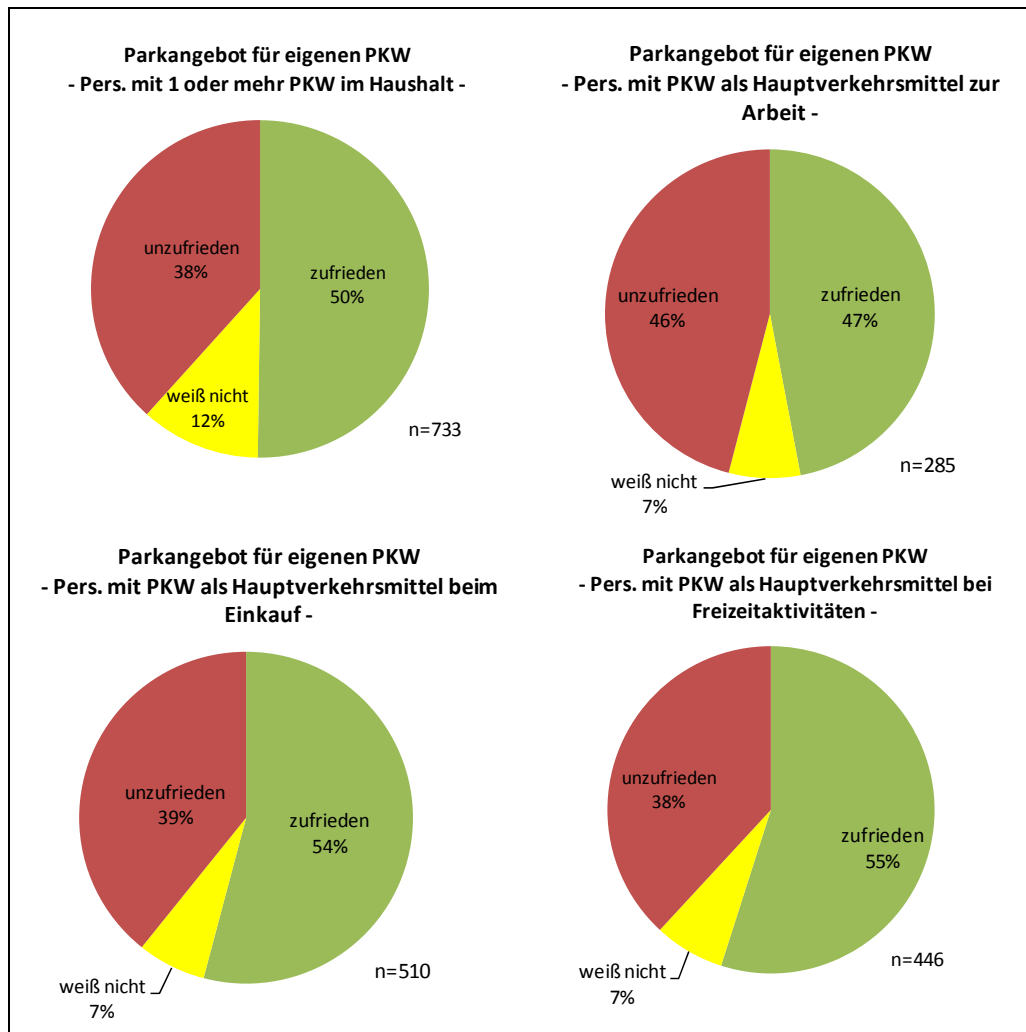 Parkangebot für eigenen PKW
- Pers. mit 1 oder mehr PKW im Haushalt -
unzufrieden
38%
zufrieden
50%
weiß nicht
12%
n=733
Parkangebot für eigenen PKW
- Pers. mit PKW als Hauptverkehrsmittel zur
Arbeit -
unzufrieden
46%
zufrieden
47%
weiß nicht
7%
n=285
Parkangebot für eigenen PKW
- Pers. mit PKW als Hauptverkehrsmittel beim
Einkauf -
unzufrieden
39%
zufrieden
54%
weiß nicht
7%
n=510
Parkangebot für eigenen PKW
- Pers. mit PKW als Hauptverkehrsmittel bei
Freizeitaktivitäten -
unzufrieden
38%
zufrieden
55%
weiß nicht
7%
n=446